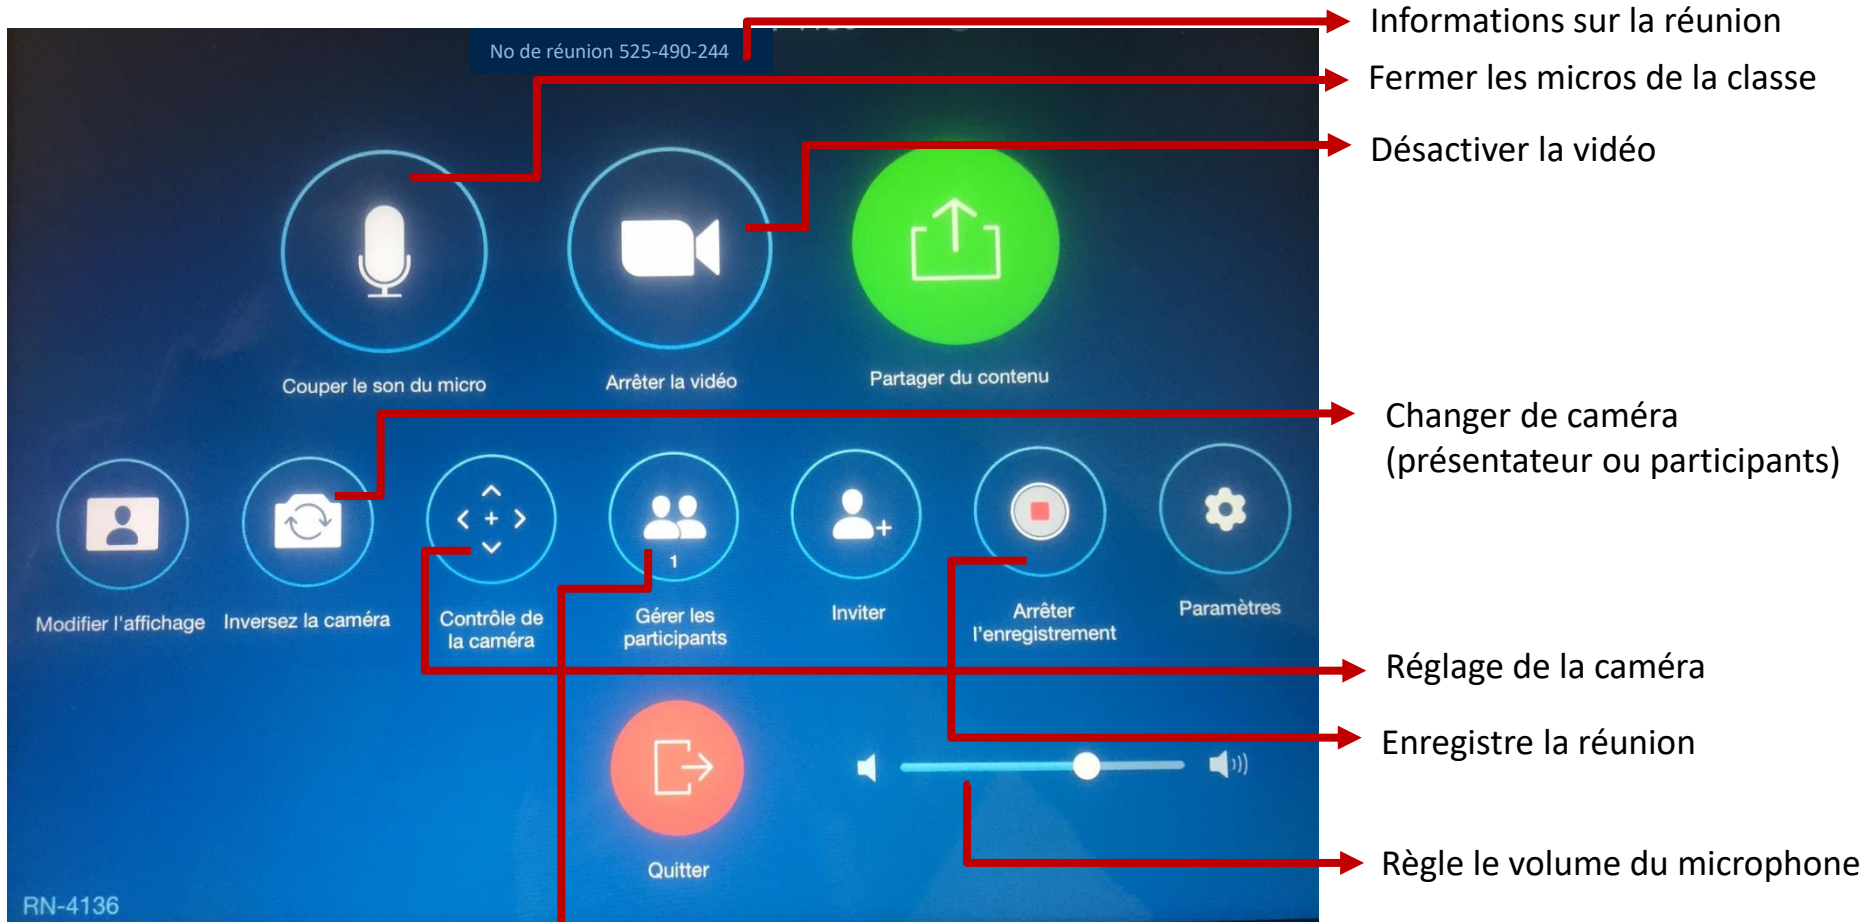 Informations sur la réunion
No de réunion 525-490-244
Fermer les micros de la classe
Désactiver la vidéo
Couper le son du micro
Arrêter la vidéo
Partager du contenu
Changer de caméra
(présentateur ou participants)
1
Modifier l'affichage
Inversez la caméra
Contrôle de
la caméra
Gérer les
participants
Inviter
Arrêter
l'enregistrement
Paramètres
Réglage de la caméra
Enregistre la réunion
Quitter
Règle le volume du microphone
RN-4136